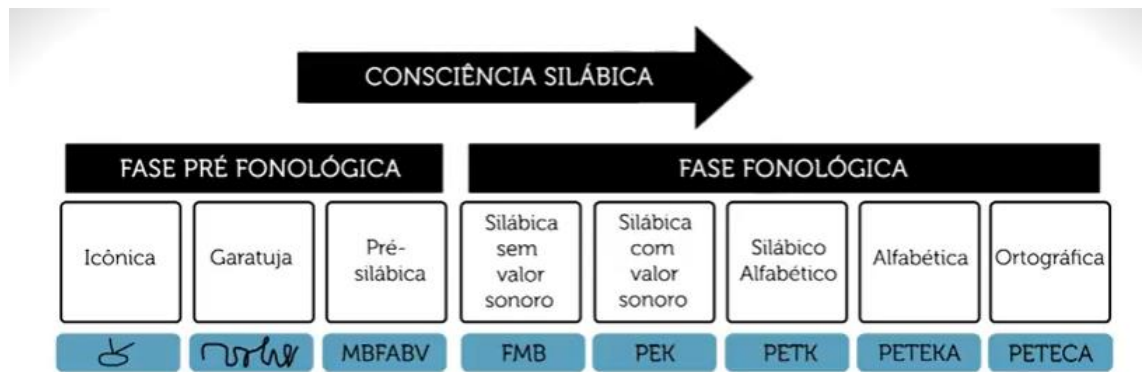 CONSCIÊNCIA SILÁBICA
FASE PRÉ FONOLÓGICA
FASE FONOLÓGICA
Icônica
Garatuja
Pré-
silábica
Silábica
sem
valor
sonoro
Silábica
com
valor
sonoro
Silábico
Alfabético
Alfabética
Ortográfica
MBFABV
FMB
PEK
PETK
PETEKA
PETECA